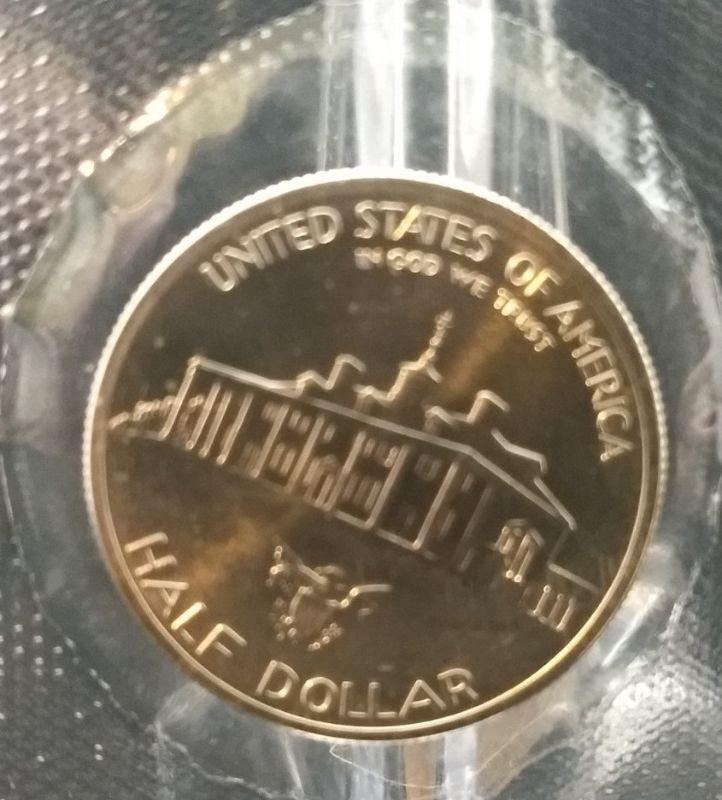 UNITED STATES OF AMERICA
IN GOD WE TRUST
HALF DOLLAR